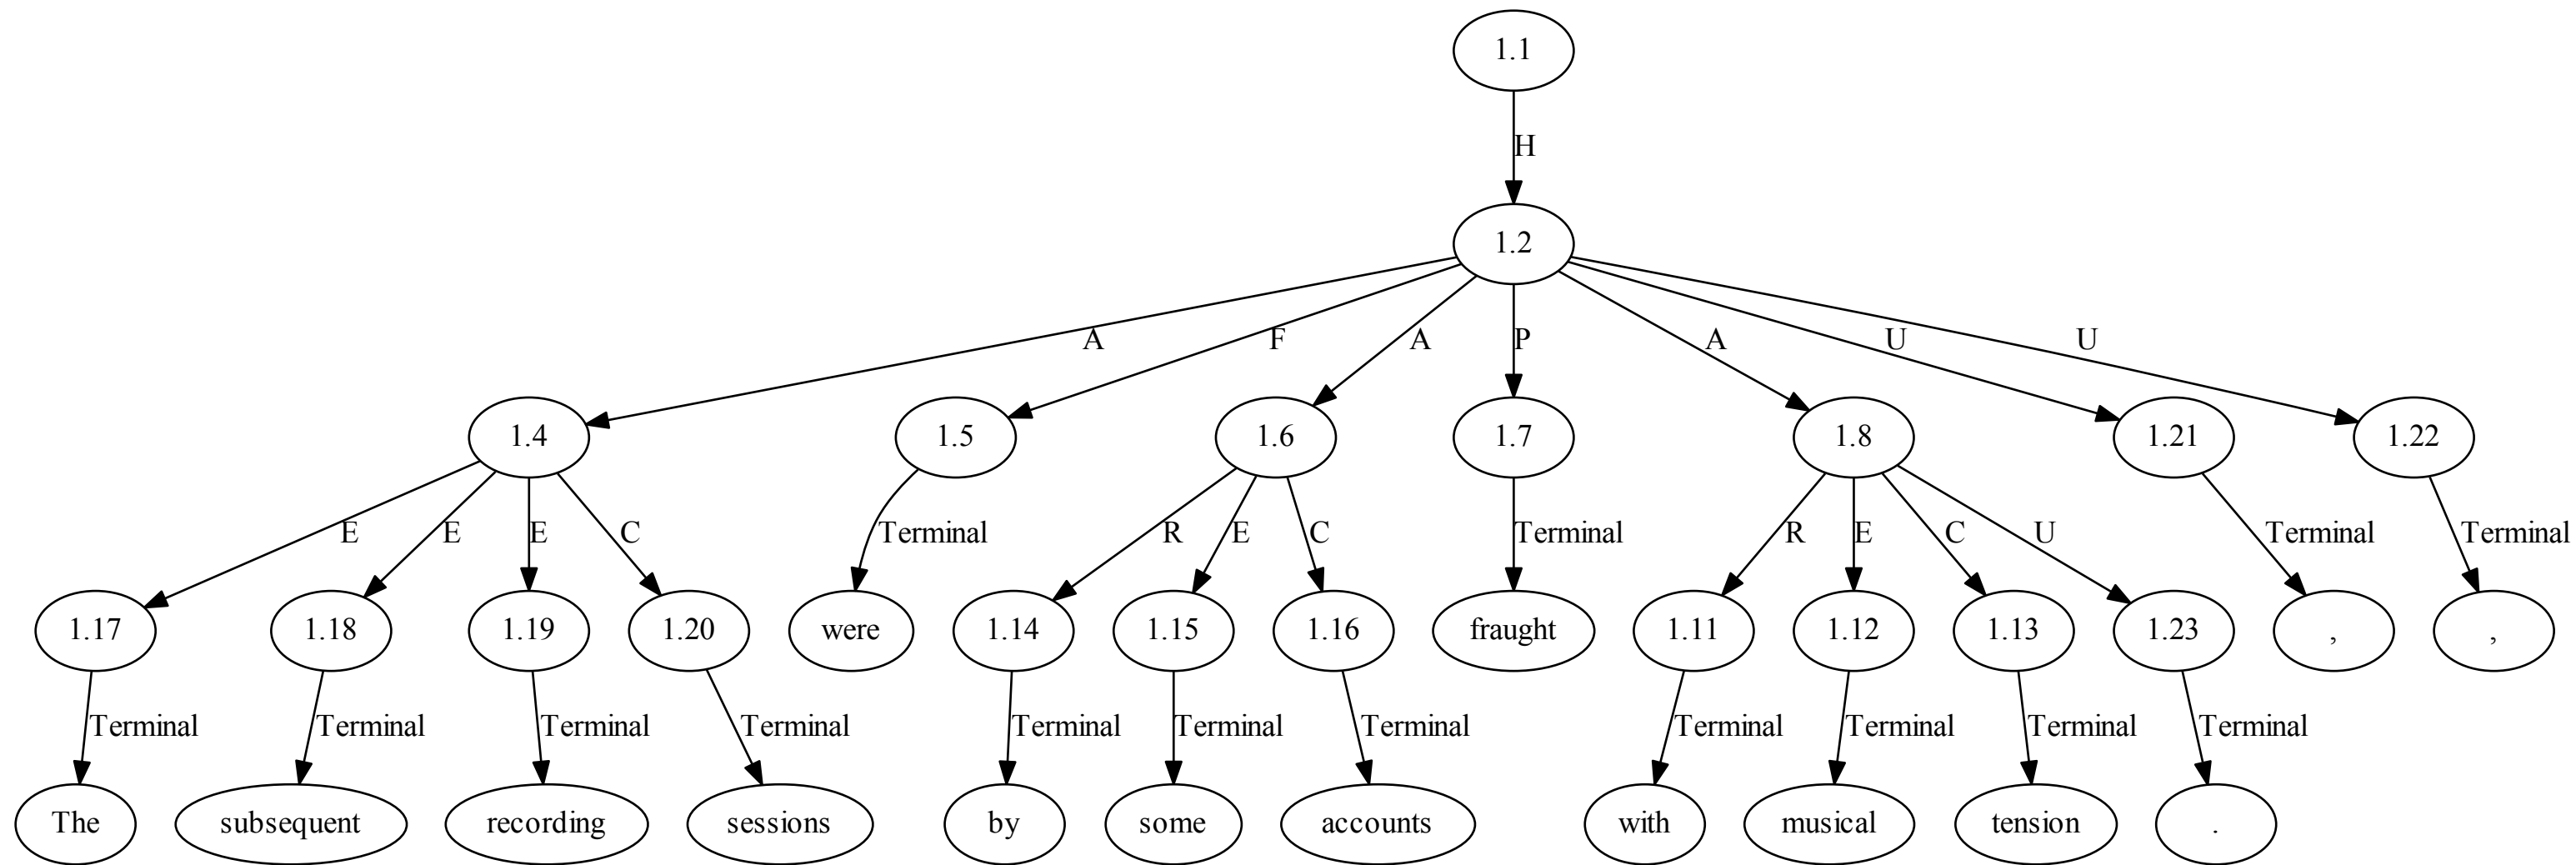 1.1
H
1.2
A F A P A U U
1.4 1.5 1.6 1.7 1.8 1.21 1.22
E E E C Terminal R E C Terminal R E C U Terminal Terminal
1.17 1.18 1.19 1.20 were 1.14 1.15 1.16 fraught 1.11 1.12 1.13 1.23 , ,
Terminal Terminal Terminal Terminal Terminal Terminal Terminal Terminal Terminal Terminal Terminal
The subsequent recording sessions by some accounts with musical tension .